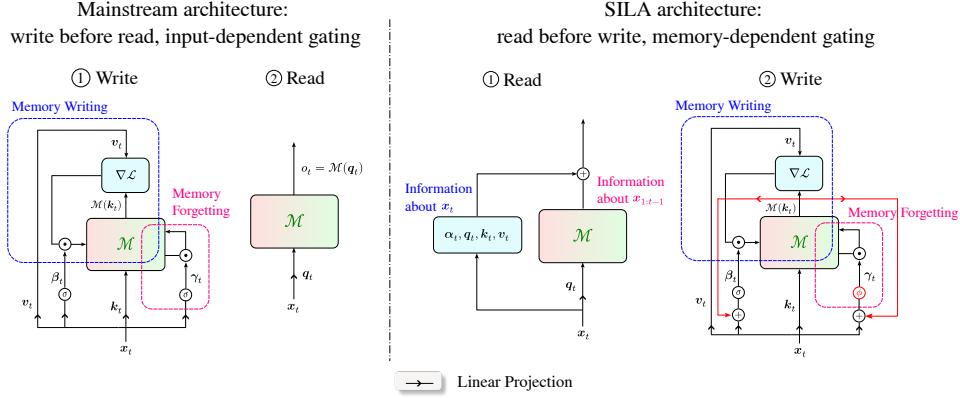 Mainstream architecture:
write before read, input-dependent gating
① Write
② Read
Memory Writing
v_t
∇ℒ
ℳ(k_t)
Memory
Forgetting
ℳ
β_t
γ_t
σ
σ
v_t
k_t
x_t
o_t = ℳ(q_t)
ℳ
q_t
x_t
SILA architecture:
read before write, memory-dependent gating
① Read
② Write
+
Information
about x_t
Information
about x_{1:t−1}
α_t, q_t, k_t, v_t
ℳ
q_t
x_t
Memory Writing
v_t
∇ℒ
ℳ(k_t)
Memory Forgetting
ℳ
β_t
γ_t
σ
ϕ
v_t
k_t
+
+
x_t
Linear Projection